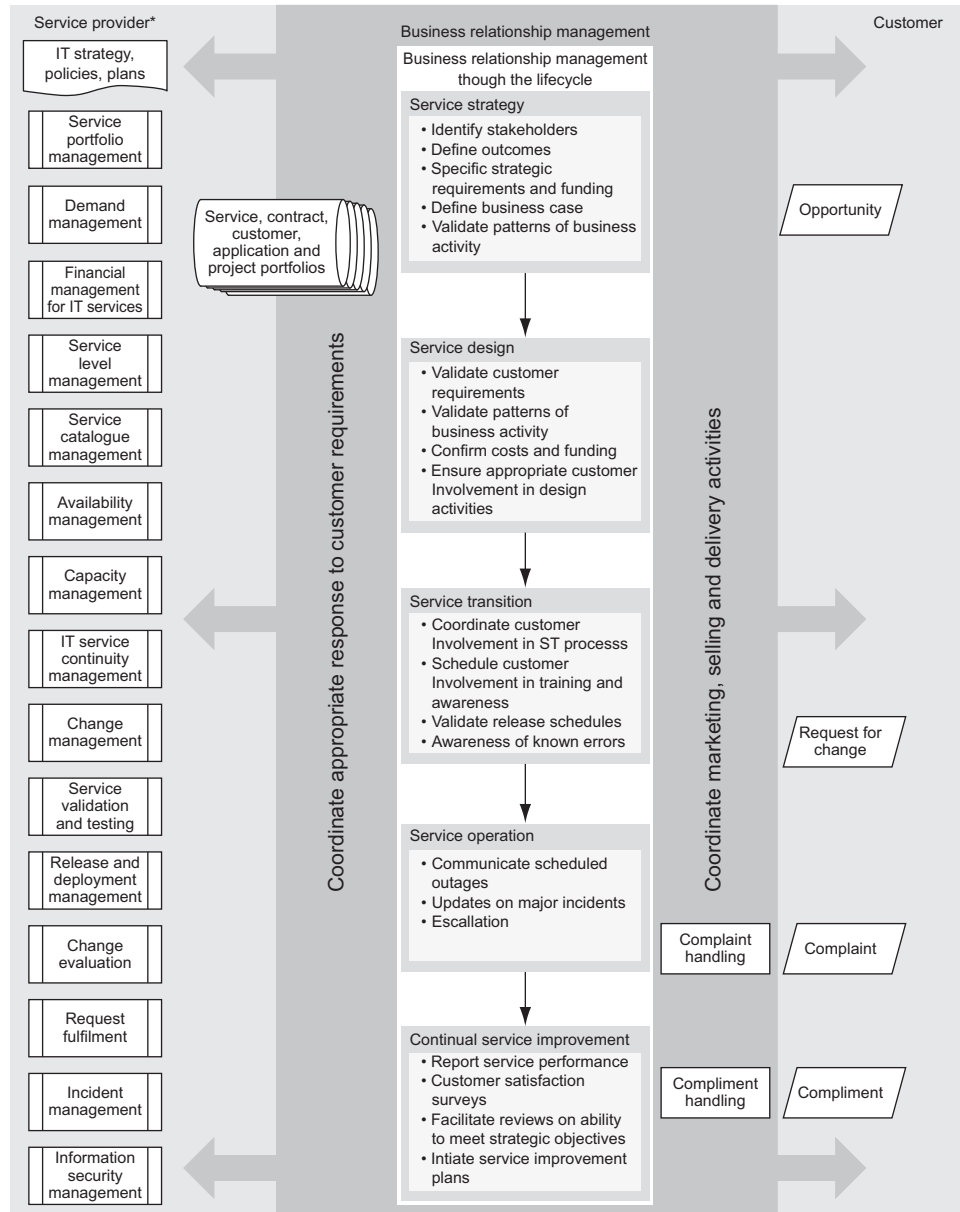 Service provider*
IT strategy,
policies, plans
Service
portfolio
management
Demand
management
Financial
management
for IT services
Service
level
management
Service
catalogue
management
Availability
management
Capacity
management
IT service
continuity
management
Change
management
Service
validation
and testing
Release and
deployment
management
Change
evaluation
Request
fulfilment
Incident
management
Information
security
management
Service, contract,
customer,
application and
project portfolios
Coordinate appropriate response to customer requirements
Business relationship management
Business relationship management
though the lifecycle
Service strategy
• Identify stakeholders
• Define outcomes
• Specific strategic
requirements and funding
• Define business case
• Validate patterns of business
activity
Service design
• Validate customer
requirements
• Validate patterns of
business activity
• Confirm costs and funding
• Ensure appropriate customer
Involvement in design
activities
Service transition
• Coordinate customer
Involvement in ST processs
• Schedule customer
Involvement in training and
awareness
• Validate release schedules
• Awareness of known errors
Service operation
• Communicate scheduled
outages
• Updates on major incidents
• Escallation
Continual service improvement
• Report service performance
• Customer satisfaction
surveys
• Facilitate reviews on ability
to meet strategic objectives
• Intiate service improvement
plans
Coordinate marketing, selling and delivery activities
Complaint
handling
Compliment
handling
Customer
Opportunity
Request for
change
Complaint
Compliment